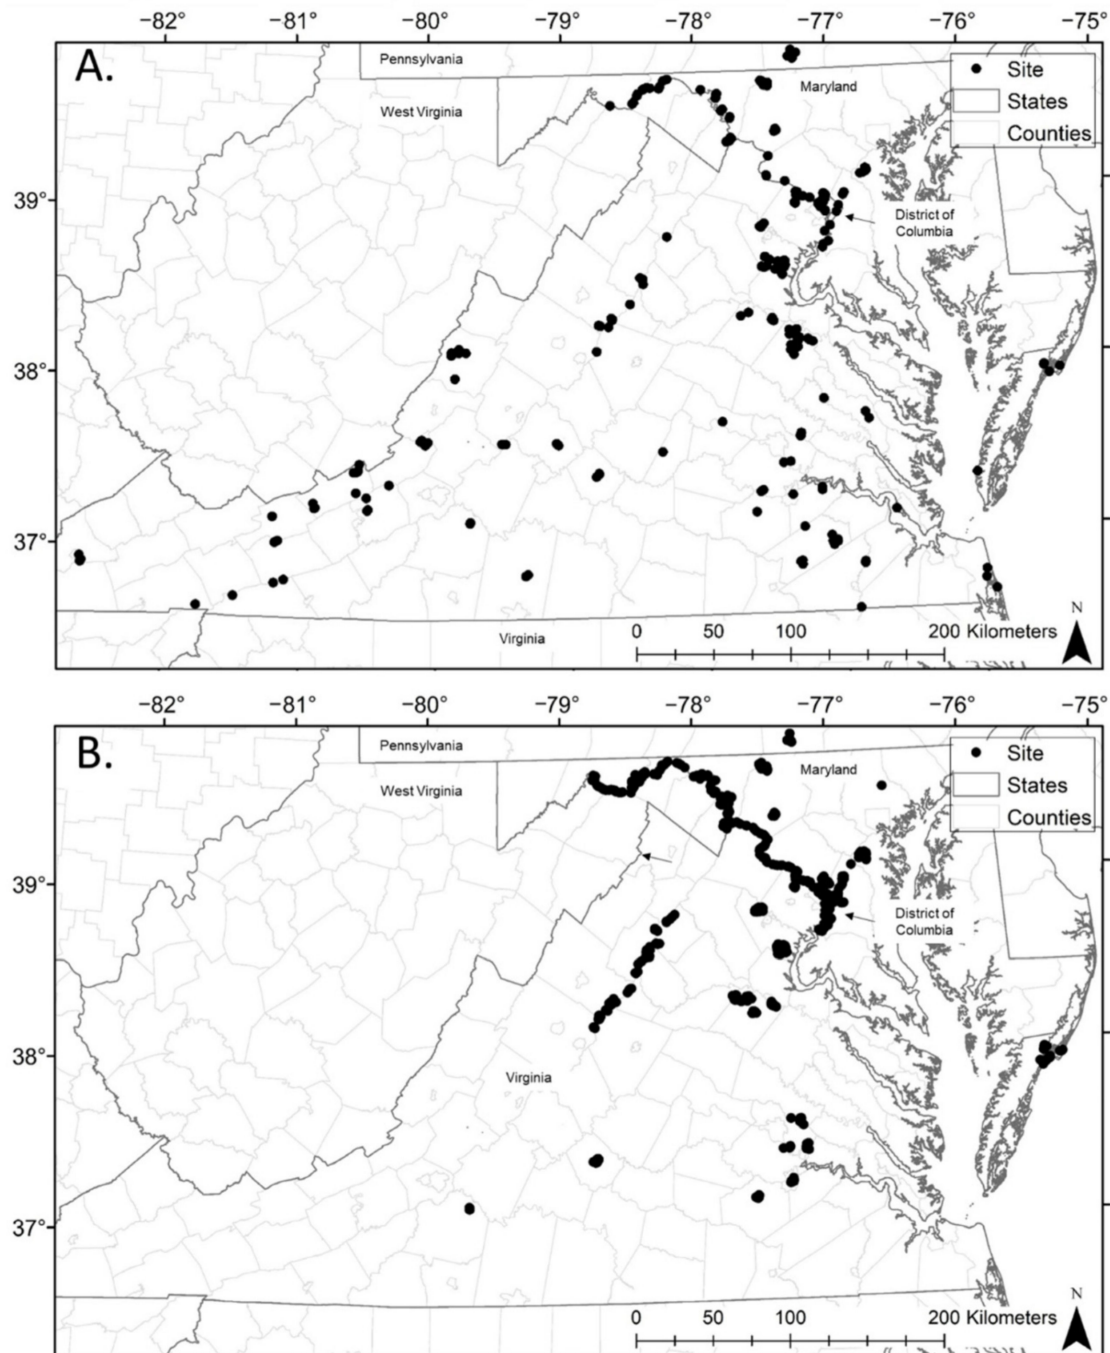 −82° −81° −80° −79° −78° −77° −76° −75°
A.
Pennsylvania
Site
Maryland
States
West Virginia
Counties
39°
District of
Columbia
38°
37°
N
Virginia
0 50 100 200 Kilometers
−82° −81° −80° −79° −78° −77° −76° −75°
B.
Pennsylvania
Site
Maryland
States
West Virginia
Counties
39°
District of
Columbia
38°
Virginia
37°
N
0 50 100 200 Kilometers